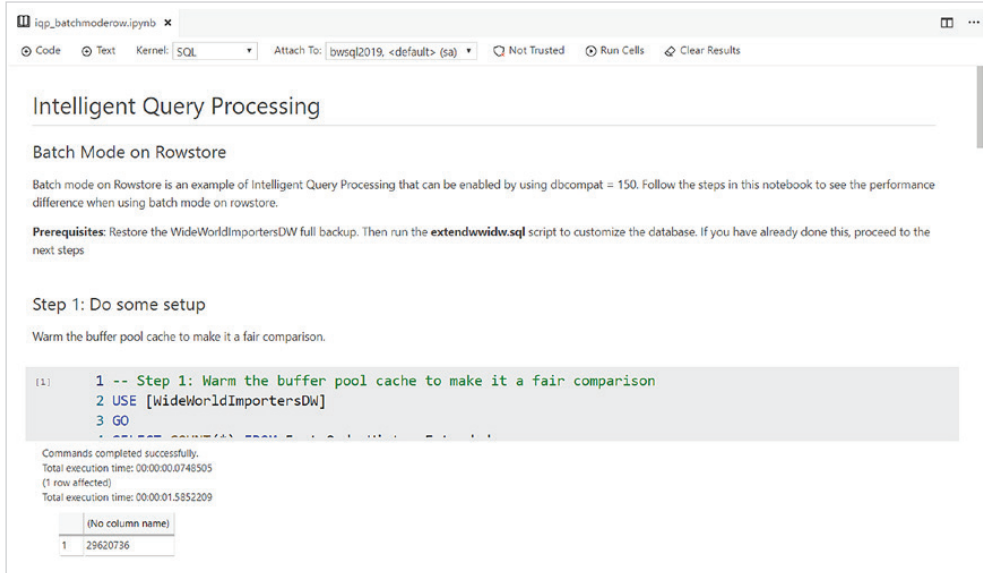 iqp_batchmoderow.ipynb
Code Text Kernel: SQL Attach To: bwsql2019, <default> (sa) Not Trusted Run Cells Clear Results
Intelligent Query Processing
Batch Mode on Rowstore
Batch mode on Rowstore is an example of Intelligent Query Processing that can be enabled by using dbcompat = 150. Follow the steps in this notebook to see the performance
difference when using batch mode on rowstore.
Prerequisites: Restore the WideWorldImportersDW full backup. Then run the extendwwidw.sql script to customize the database. If you have already done this, proceed to the
next steps
Step 1: Do some setup
Warm the buffer pool cache to make it a fair comparison.
[1] 1 -- Step 1: Warm the buffer pool cache to make it a fair comparison
2 USE [WideWorldImportersDW]
3 GO
Commands completed successfully.
Total execution time: 00:00:00.0748505
(1 row affected)
Total execution time: 00:00:01.5852209
(No column name)
1 29620736